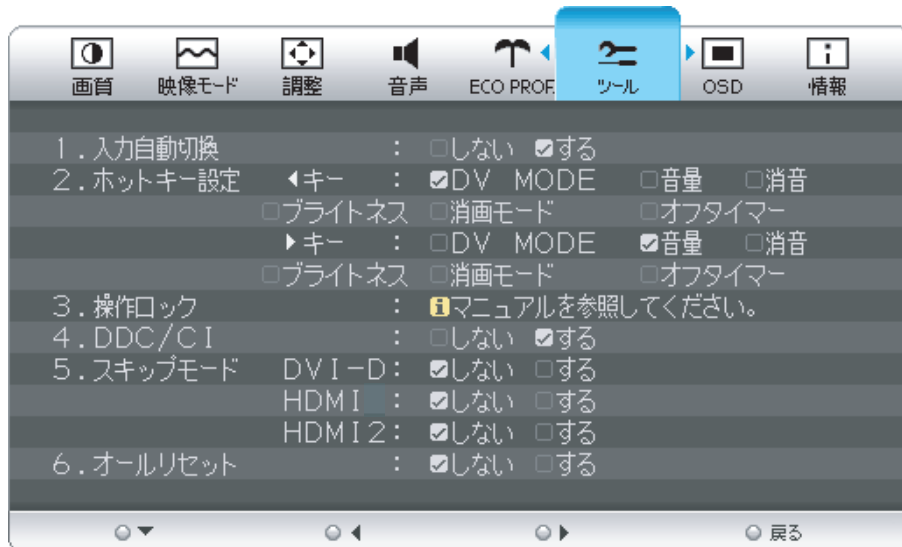 画質 映像モード 調整 音声 ECO PROF. ツール OSD 情報
1.入力自動切換 : しない する
2.ホットキー設定 キー : DV MODE 音量 消音
ブライトネス 消画モード オフタイマー
キー : DV MODE 音量 消音
ブライトネス 消画モード オフタイマー
3.操作ロック : マニュアルを参照してください。
4.DDC/CI : しない する
5.スキップモード DVI-D: しない する
HDMI : しない する
HDMI2: しない する
6.オールリセット : しない する
戻る